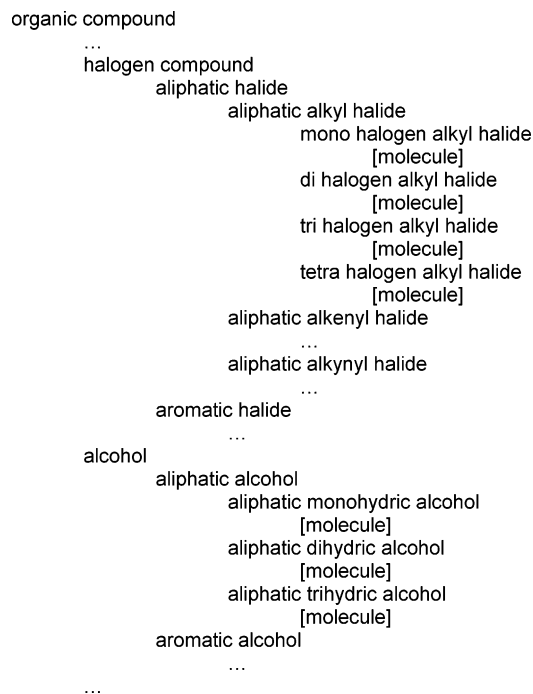 organic compound
...
halogen compound
aliphatic halide
aliphatic alkyl halide
mono halogen alkyl halide
[molecule]
di halogen alkyl halide
[molecule]
tri halogen alkyl halide
[molecule]
tetra halogen alkyl halide
[molecule]
aliphatic alkenyl halide
...
aliphatic alkynyl halide
...
aromatic halide
...
alcohol
aliphatic alcohol
aliphatic monohydric alcohol
[molecule]
aliphatic dihydric alcohol
[molecule]
aliphatic trihydric alcohol
[molecule]
aromatic alcohol
...
...